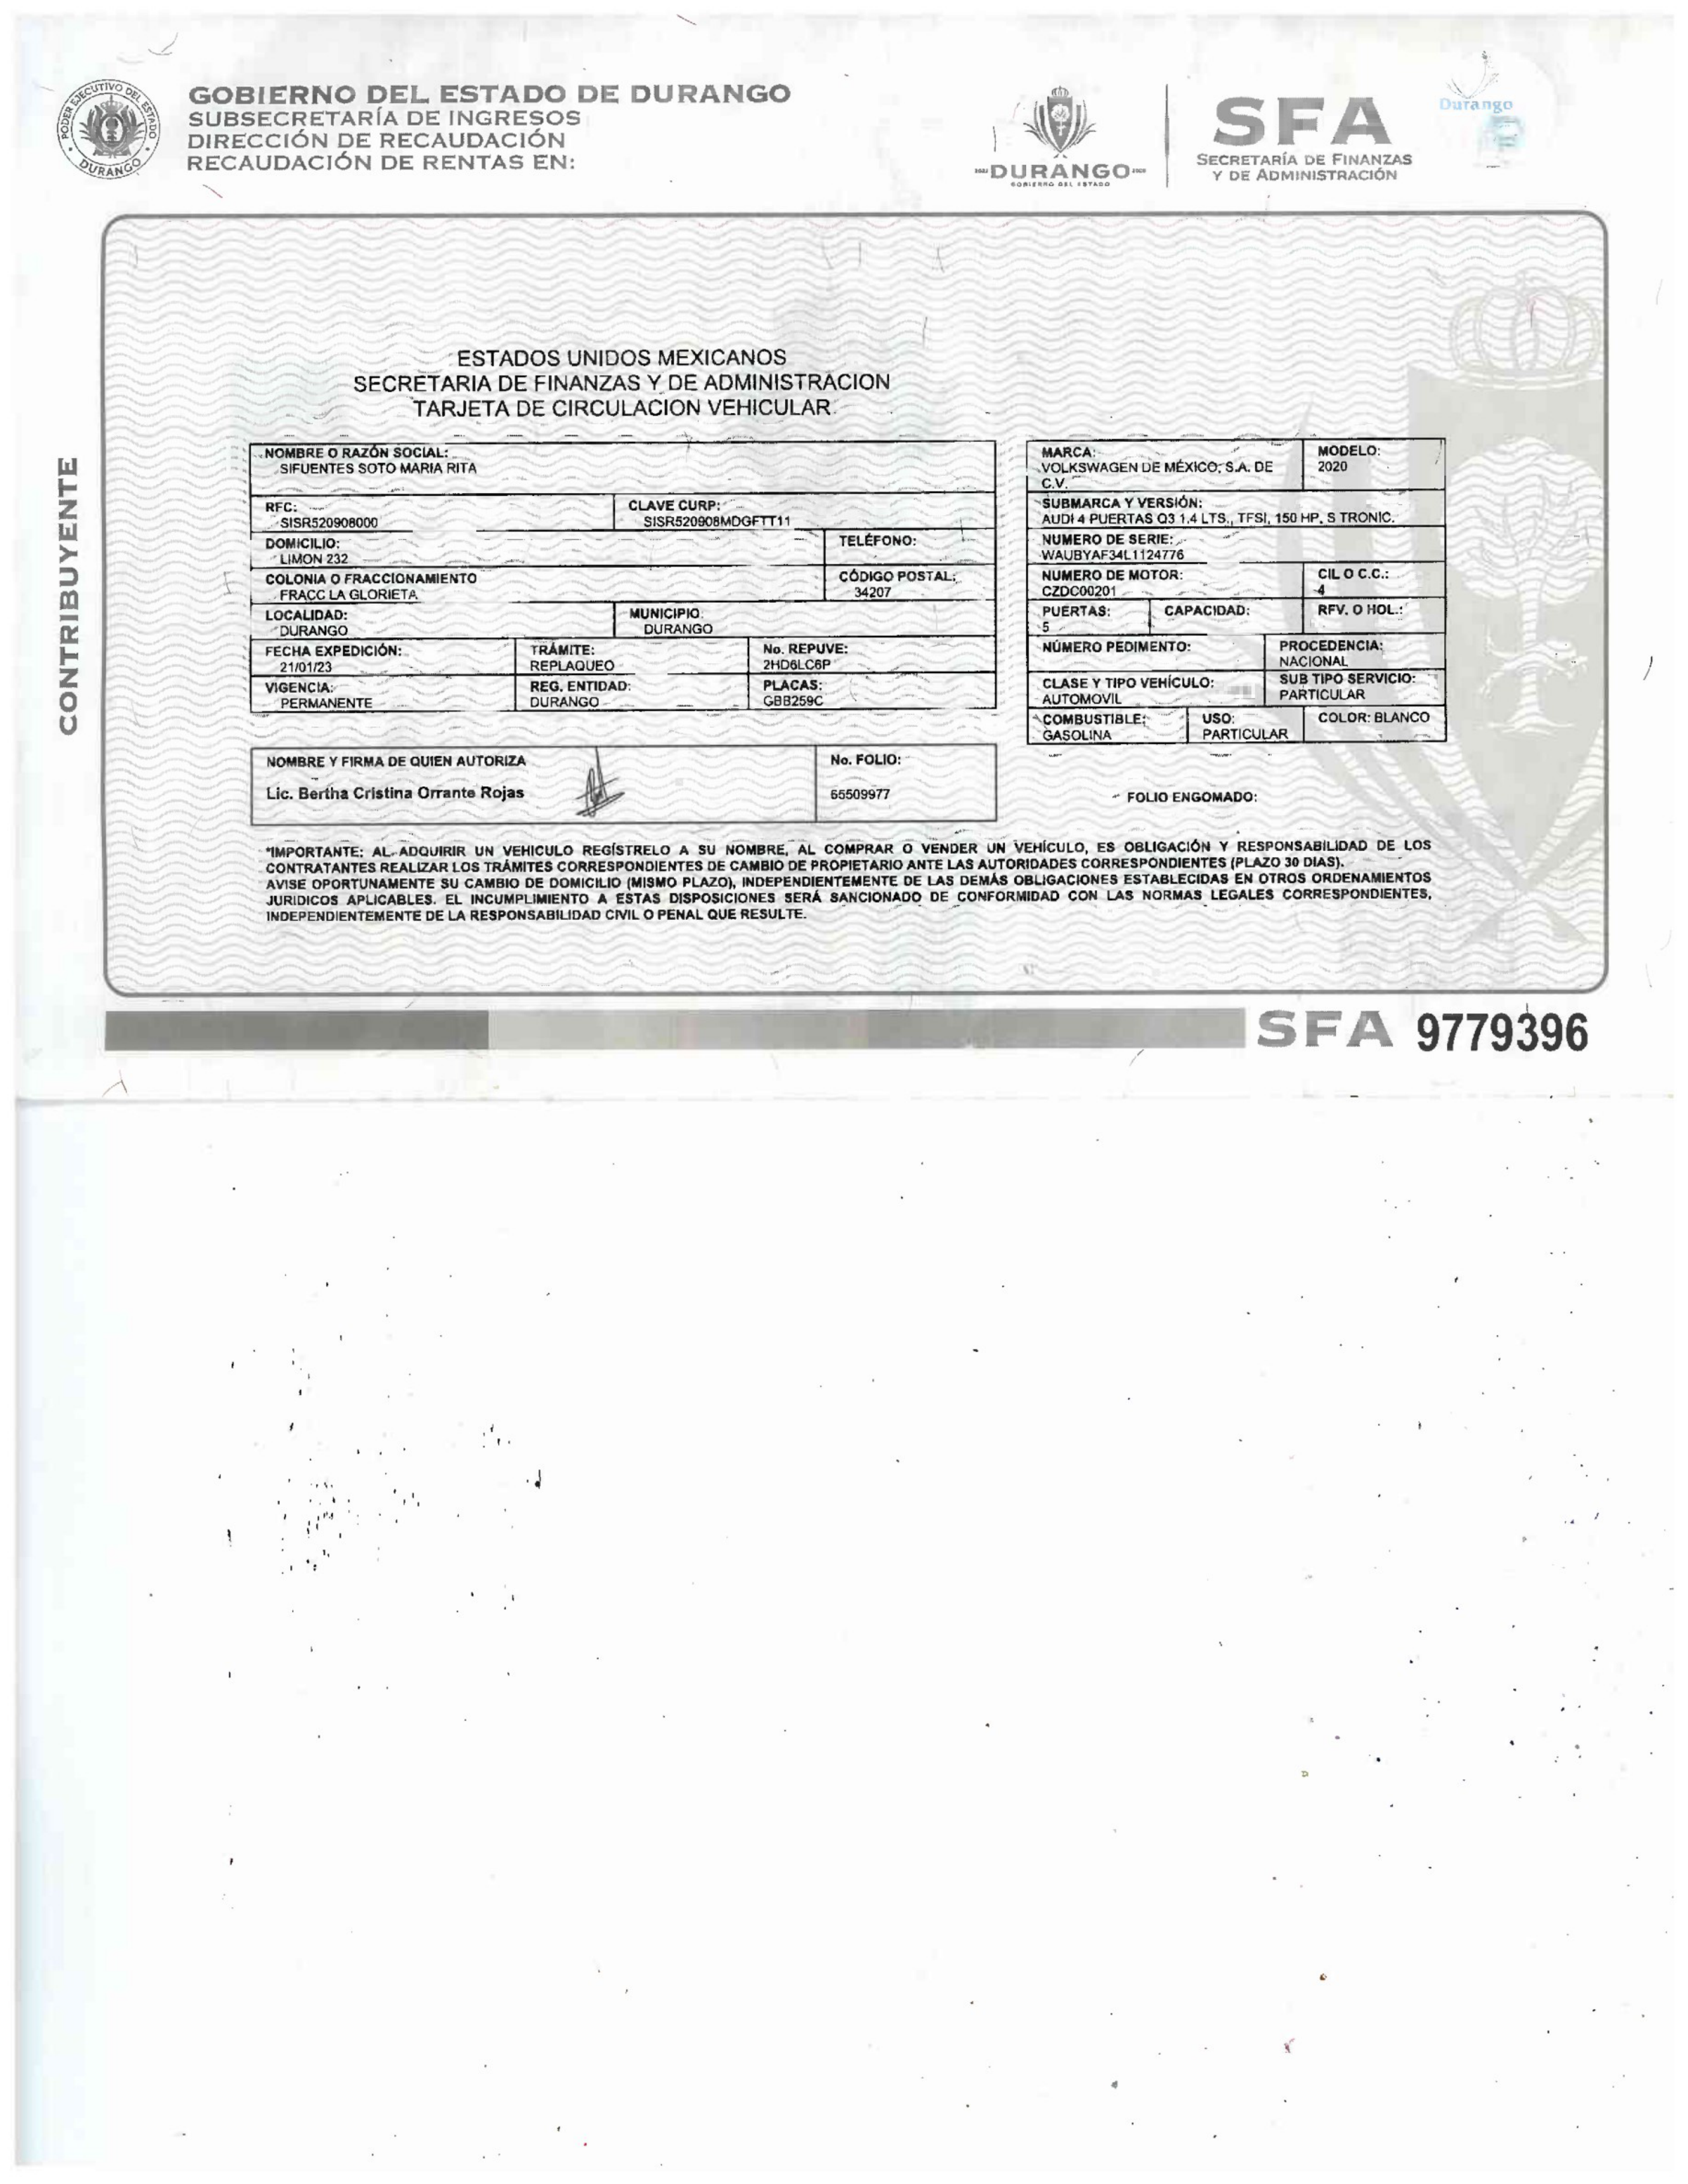 PODER EJECUTIVO DEL ESTADO
DURANGO
GOBIERNO DEL ESTADO DE DURANGO
SUBSECRETARÍA DE INGRESOS
DIRECCIÓN DE RECAUDACIÓN
RECAUDACIÓN DE RENTAS EN:
DURANGO
GOBIERNO DEL ESTADO
SFA
SECRETARÍA DE FINANZAS
Y DE ADMINISTRACIÓN
Durango
CONTRIBUYENTE
ESTADOS UNIDOS MEXICANOS
SECRETARIA DE FINANZAS Y DE ADMINISTRACION
TARJETA DE CIRCULACION VEHICULAR
NOMBRE O RAZÓN SOCIAL:
SIFUENTES SOTO MARIA RITA
RFC:
SISR520908000
CLAVE CURP:
SISR520908MDGFTT11
DOMICILIO:
LIMON 232
TELÉFONO:
COLONIA O FRACCIONAMIENTO
FRACC LA GLORIETA
CÓDIGO POSTAL:
34207
LOCALIDAD:
DURANGO
MUNICIPIO
DURANGO
FECHA EXPEDICIÓN:
21/01/23
TRÁMITE:
REPLAQUEO
No. REPUVE:
2HD6LC6P
VIGENCIA:
PERMANENTE
REG. ENTIDAD:
DURANGO
PLACAS:
GBB259C
NOMBRE Y FIRMA DE QUIEN AUTORIZA
Lic. Bertha Cristina Orrante Rojas
No. FOLIO:
65509977
MARCA:
VOLKSWAGEN DE MÉXICO, S.A. DE
C.V.
MODELO:
2020
SUBMARCA Y VERSIÓN:
AUDI 4 PUERTAS Q3 1.4 LTS., TFSI, 150 HP, S TRONIC.
NUMERO DE SERIE:
WAUBYAF34L1124776
NUMERO DE MOTOR:
CZDC00201
CIL O C.C.:
4
PUERTAS:
5
CAPACIDAD:
RFV. O HOL.:
NÚMERO PEDIMENTO:
PROCEDENCIA:
NACIONAL
CLASE Y TIPO VEHÍCULO:
AUTOMOVIL
SUB TIPO SERVICIO:
PARTICULAR
COMBUSTIBLE:
GASOLINA
USO:
PARTICULAR
COLOR: BLANCO
FOLIO ENGOMADO:
*IMPORTANTE: AL ADQUIRIR UN VEHICULO REGÍSTRELO A SU NOMBRE, AL COMPRAR O VENDER UN VEHÍCULO, ES OBLIGACIÓN Y RESPONSABILIDAD DE LOS
CONTRATANTES REALIZAR LOS TRÁMITES CORRESPONDIENTES DE CAMBIO DE PROPIETARIO ANTE LAS AUTORIDADES CORRESPONDIENTES (PLAZO 30 DIAS).
AVISE OPORTUNAMENTE SU CAMBIO DE DOMICILIO (MISMO PLAZO), INDEPENDIENTEMENTE DE LAS DEMÁS OBLIGACIONES ESTABLECIDAS EN OTROS ORDENAMIENTOS
JURIDICOS APLICABLES. EL INCUMPLIMIENTO A ESTAS DISPOSICIONES SERÁ SANCIONADO DE CONFORMIDAD CON LAS NORMAS LEGALES CORRESPONDIENTES,
INDEPENDIENTEMENTE DE LA RESPONSABILIDAD CIVIL O PENAL QUE RESULTE.
SFA 9779396